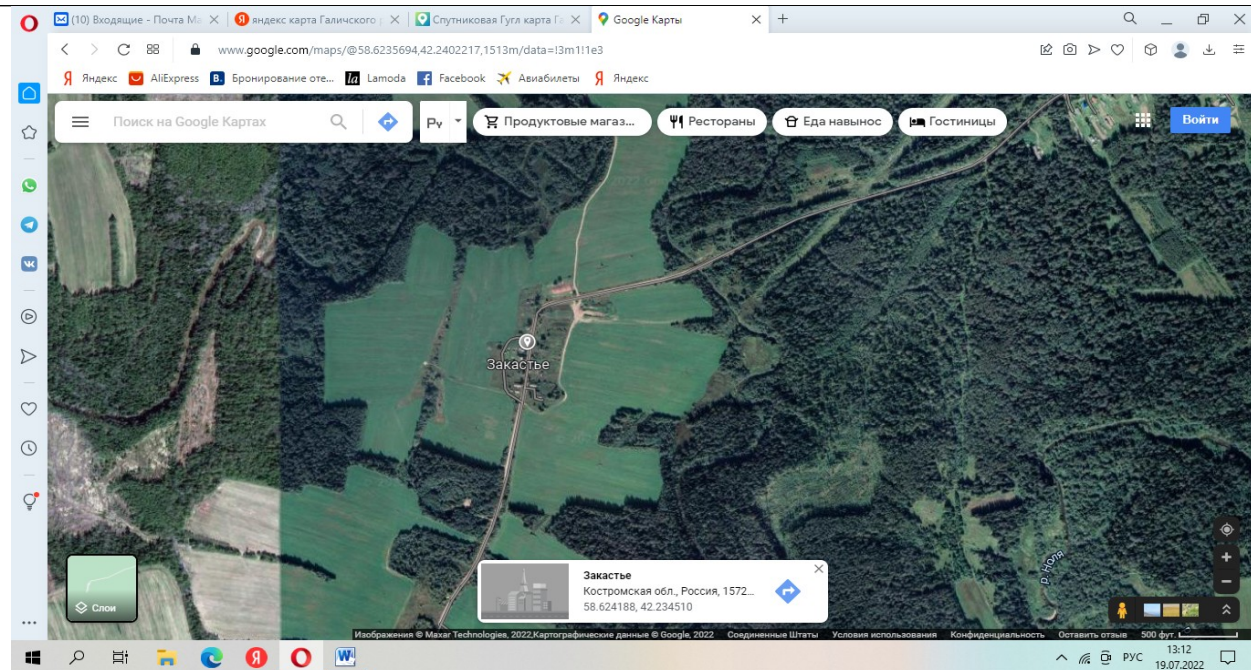 (10) Входящие - Почта Ma
яндекс карта Галичского р
Спутниковая Гугл карта Га
Google Карты
www.google.com/maps/@58.6235694,42.2402217,1513m/data=!3m1!1e3
Яндекс
AliExpress
B.
Бронирование оте...
la
Lamoda
Facebook
Авиабилеты
Яндекс
Поиск на Google Картах
Ру
Продуктовые магаз...
Рестораны
Еда навынос
Гостиницы
Войти
Закастье
р. Ноля
Закастье
Костромская обл., Россия, 1572...
58.624188, 42.234510
Слои
Изображения © Maxar Technologies, 2022,Картографические данные © Google, 2022 Соединенные Штаты Условия использования Конфиденциальность Оставить отзыв 500 фут.
РУС
13:12
19.07.2022